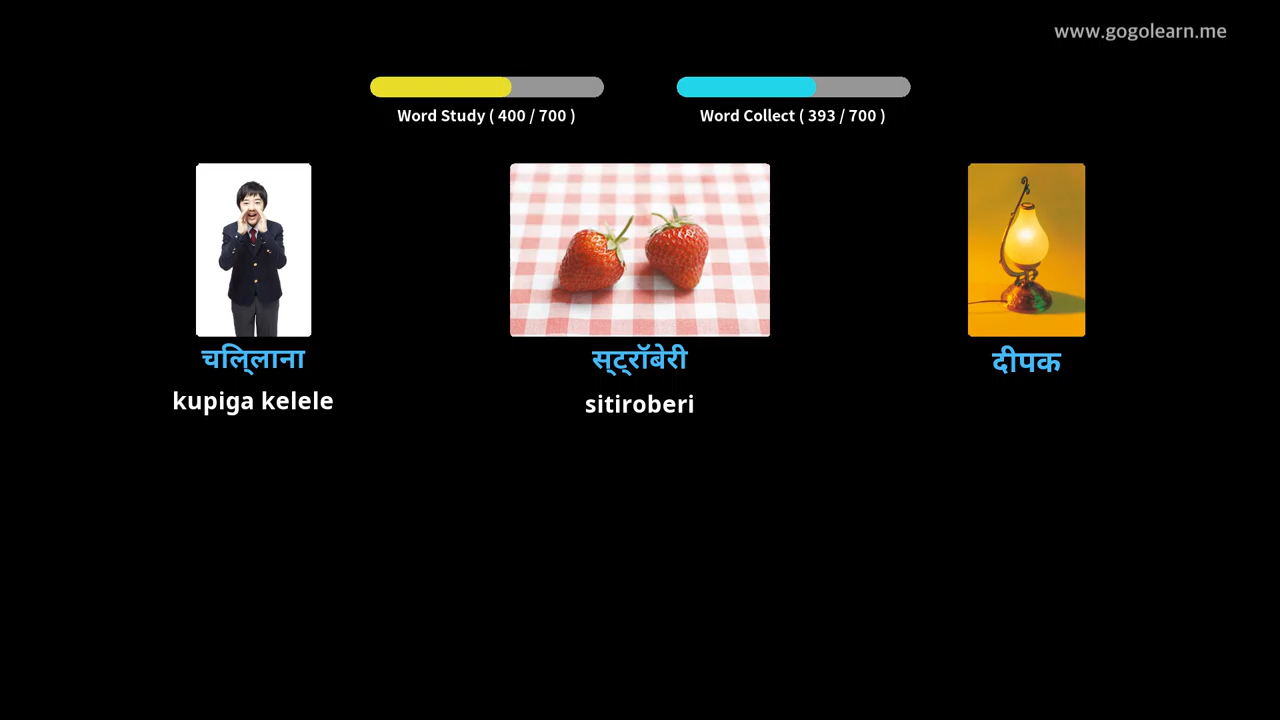 www.gogolearn.me
Word Study ( 400 / 700 )
Word Collect ( 393 / 700 )
चलि्लाना
स्ट्रॉबेरी
दीपक
kupiga kelele
sitiroberi